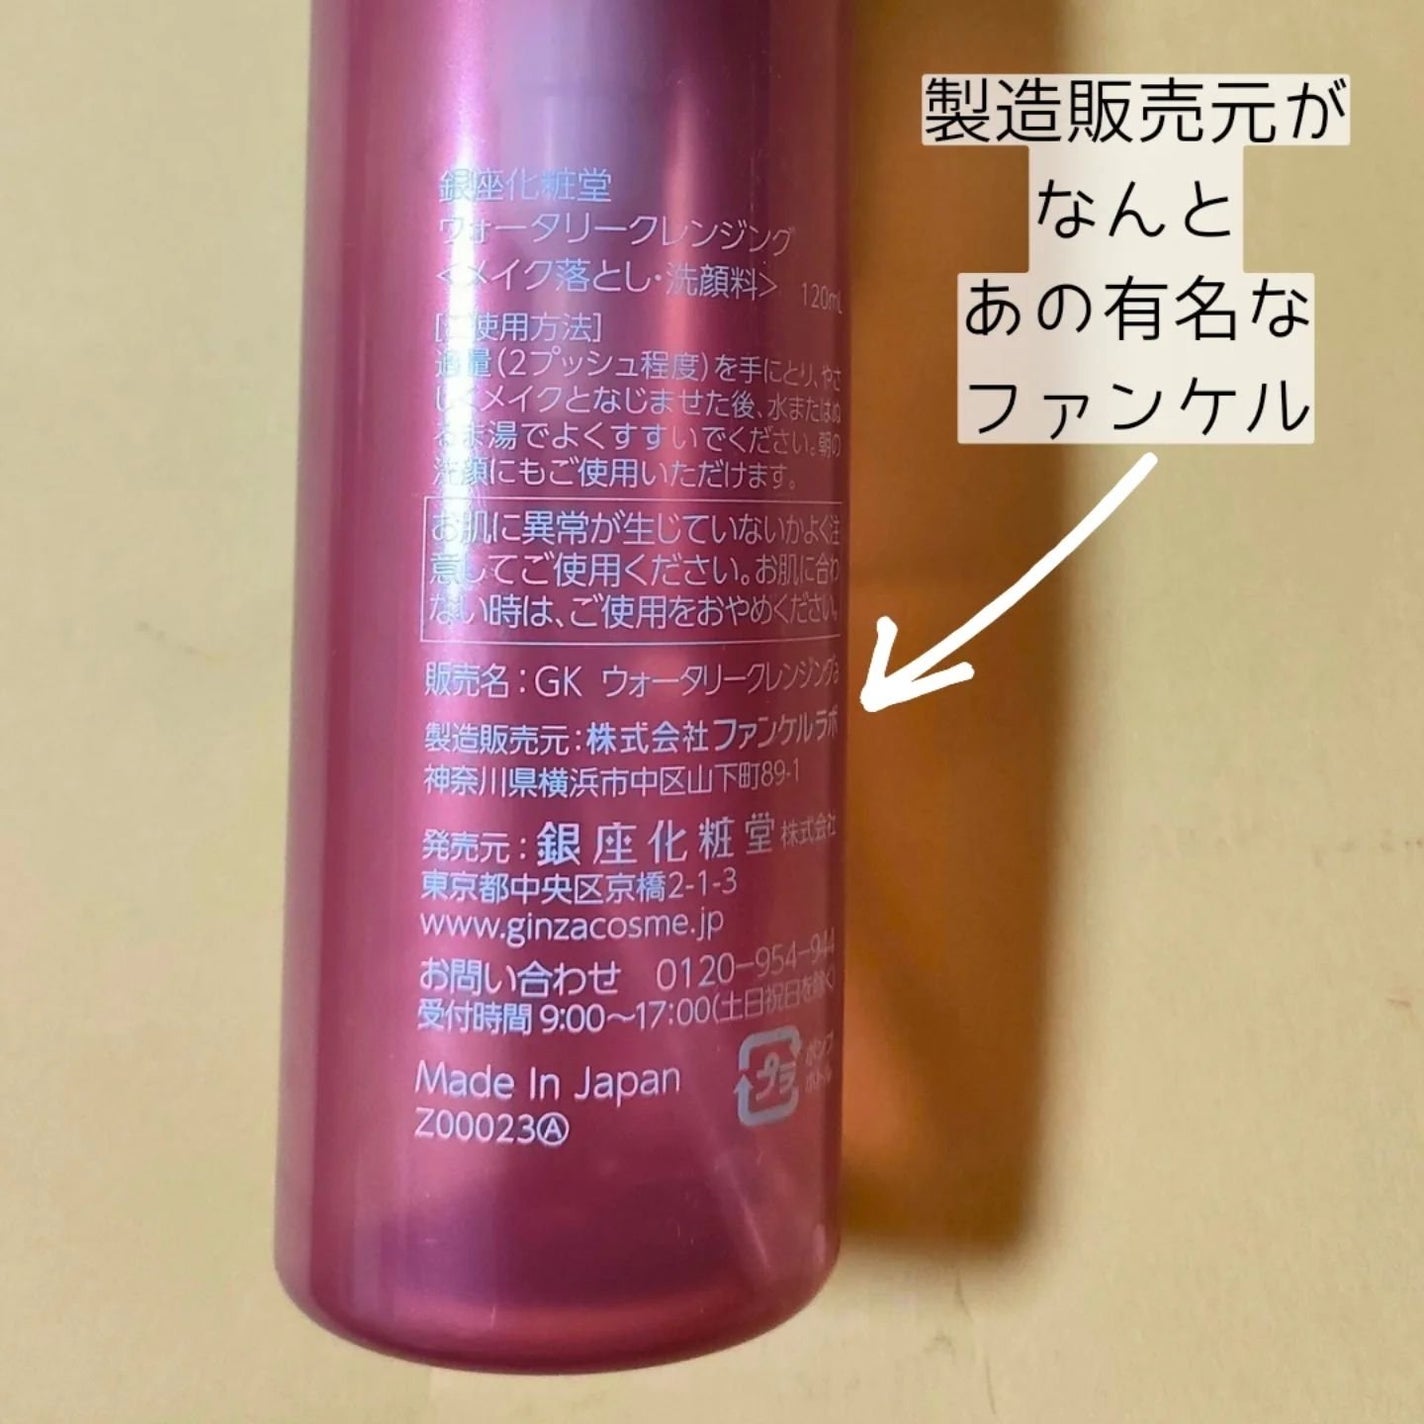 製造販売元が
なんと
あの有名な
ファンケル
銀座化粧堂
ウォータリークレンジング
<メイク落とし・洗顔料> 120mL
[ご使用方法]
適量(2プッシュ程度)を手にとり、やさ
しくメイクとなじませた後、水またはぬ
るま湯でよくすすいでください。朝の
洗顔にもご使用いただけます。
お肌に異常が生じていないかよく注
意してご使用ください。お肌に合わ
ない時は、ご使用をおやめください。
販売名:GK ウォータリークレンジングa
製造販売元:株式会社ファンケルラボ
神奈川県横浜市中区山下町89-1
発売元:銀座化粧堂株式会社
東京都中央区京橋2-1-3
www.ginzacosme.jp
お問い合わせ 0120-954-944
受付時間 9:00〜17:00(土日祝日を除く)
プラ
ポンプ
ボトル
Made In Japan
Z00023Ⓐ